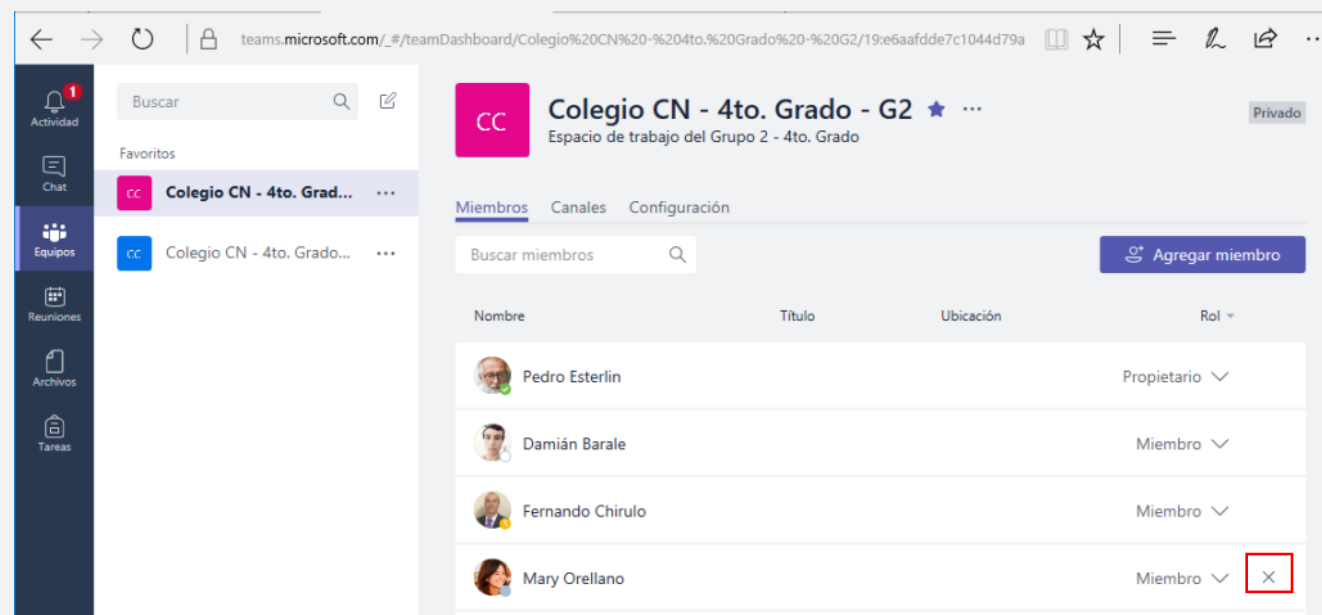 teams.microsoft.com/_#/teamDashboard/Colegio%20CN%20-%204to.%20Grado%20-%20G2/19:e6aafdde7c1044d79a
1
Actividad
Chat
Equipos
Reuniones
Archivos
Tareas
Buscar
Favoritos
CC Colegio CN - 4to. Grad... ...
CC Colegio CN - 4to. Grado... ...
CC
Colegio CN - 4to. Grado - G2 ...
Espacio de trabajo del Grupo 2 - 4to. Grado
Privado
Miembros Canales Configuración
Buscar miembros
Agregar miembro
Nombre Título Ubicación Rol
Pedro Esterlin Propietario
Damián Barale Miembro
Fernando Chirulo Miembro
Mary Orellano Miembro